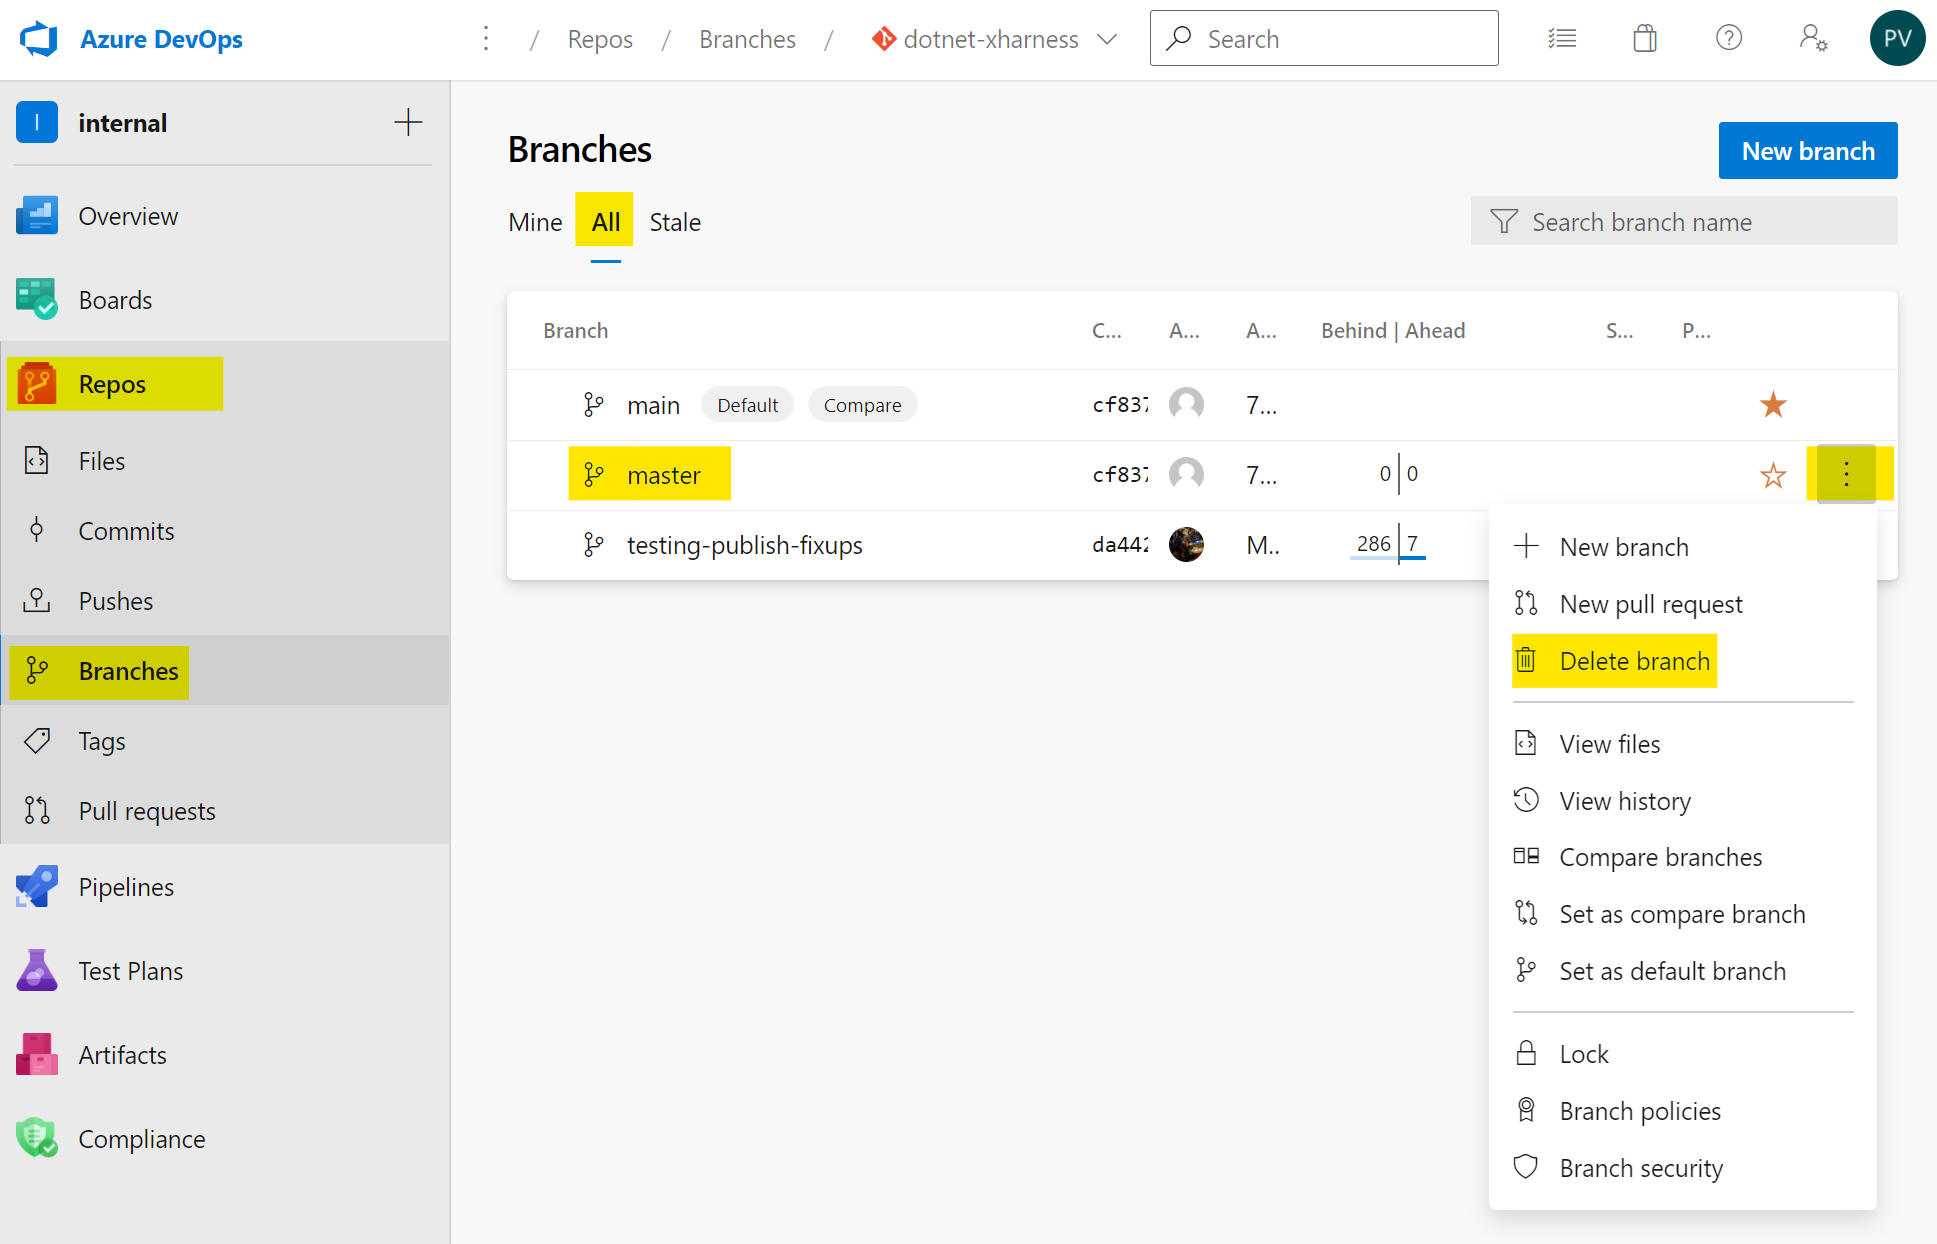 Azure DevOps
/ Repos / Branches / dotnet-xharness
Search
PV
I internal
Overview
Boards
Repos
Files
Commits
Pushes
Branches
Tags
Pull requests
Pipelines
Test Plans
Artifacts
Compliance
Branches
New branch
Mine All Stale
Search branch name
Branch C... A... A... Behind | Ahead S... P...
main Default Compare cf837 7...
master cf837 7... 0 0
testing-publish-fixups da442 M.. 286 7
New branch
New pull request
Delete branch
View files
View history
Compare branches
Set as compare branch
Set as default branch
Lock
Branch policies
Branch security